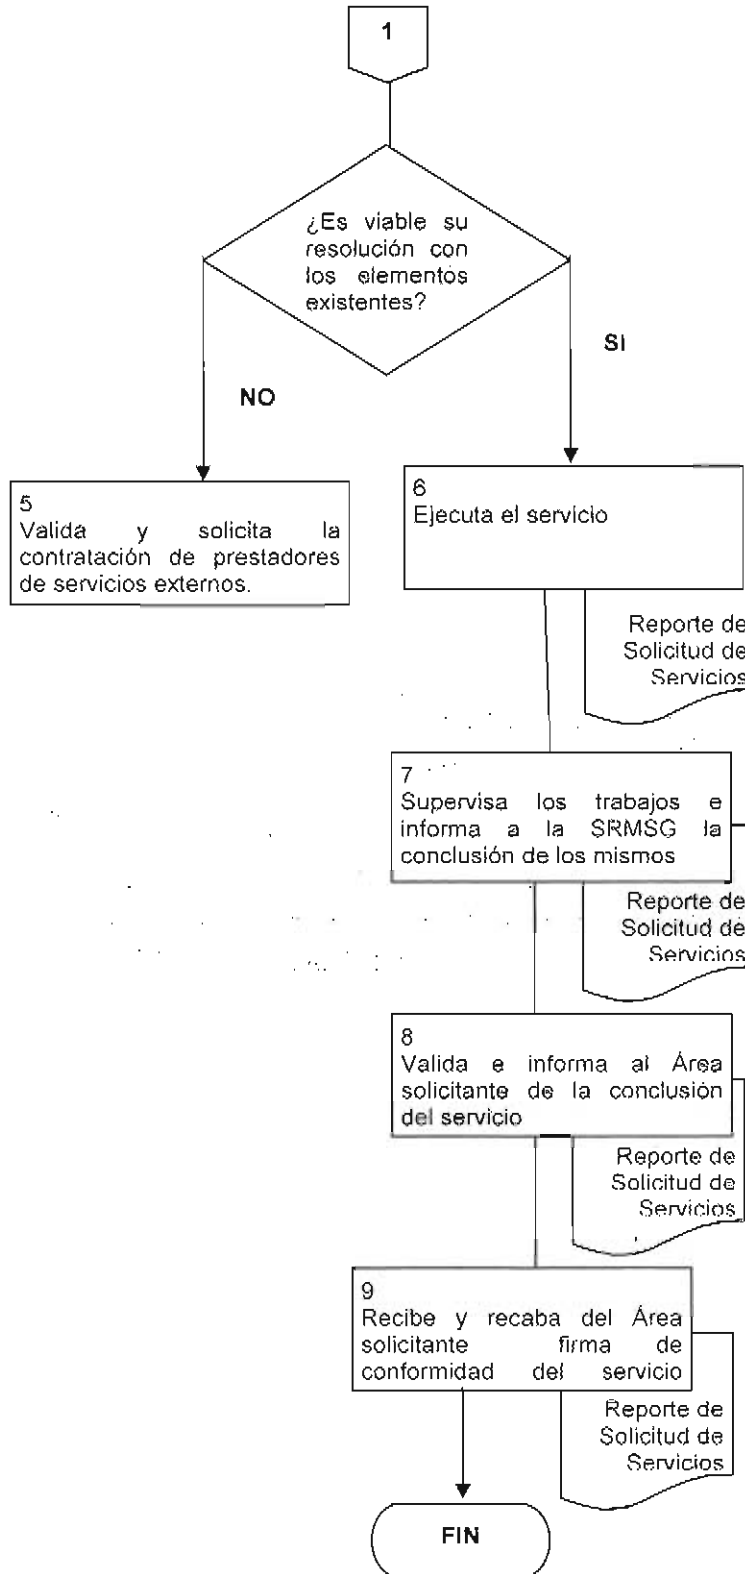 1
¿Es viable su
resolución con
los elementos
existentes?
SI
NO
5
Valida y solicita la
contratación de prestadores
de servicios externos.
6
Ejecuta el servicio
Reporte de
Solicitud de
Servicios
7
Supervisa los trabajos e
informa a la SRMSG la
conclusión de los mismos
Reporte de
Solicitud de
Servicios
8
Valida e informa al Área
solicitante de la conclusión
del servicio
Reporte de
Solicitud de
Servicios
9
Recibe y recaba del Área
solicitante firma de
conformidad del servicio
Reporte de
Solicitud de
Servicios
FIN